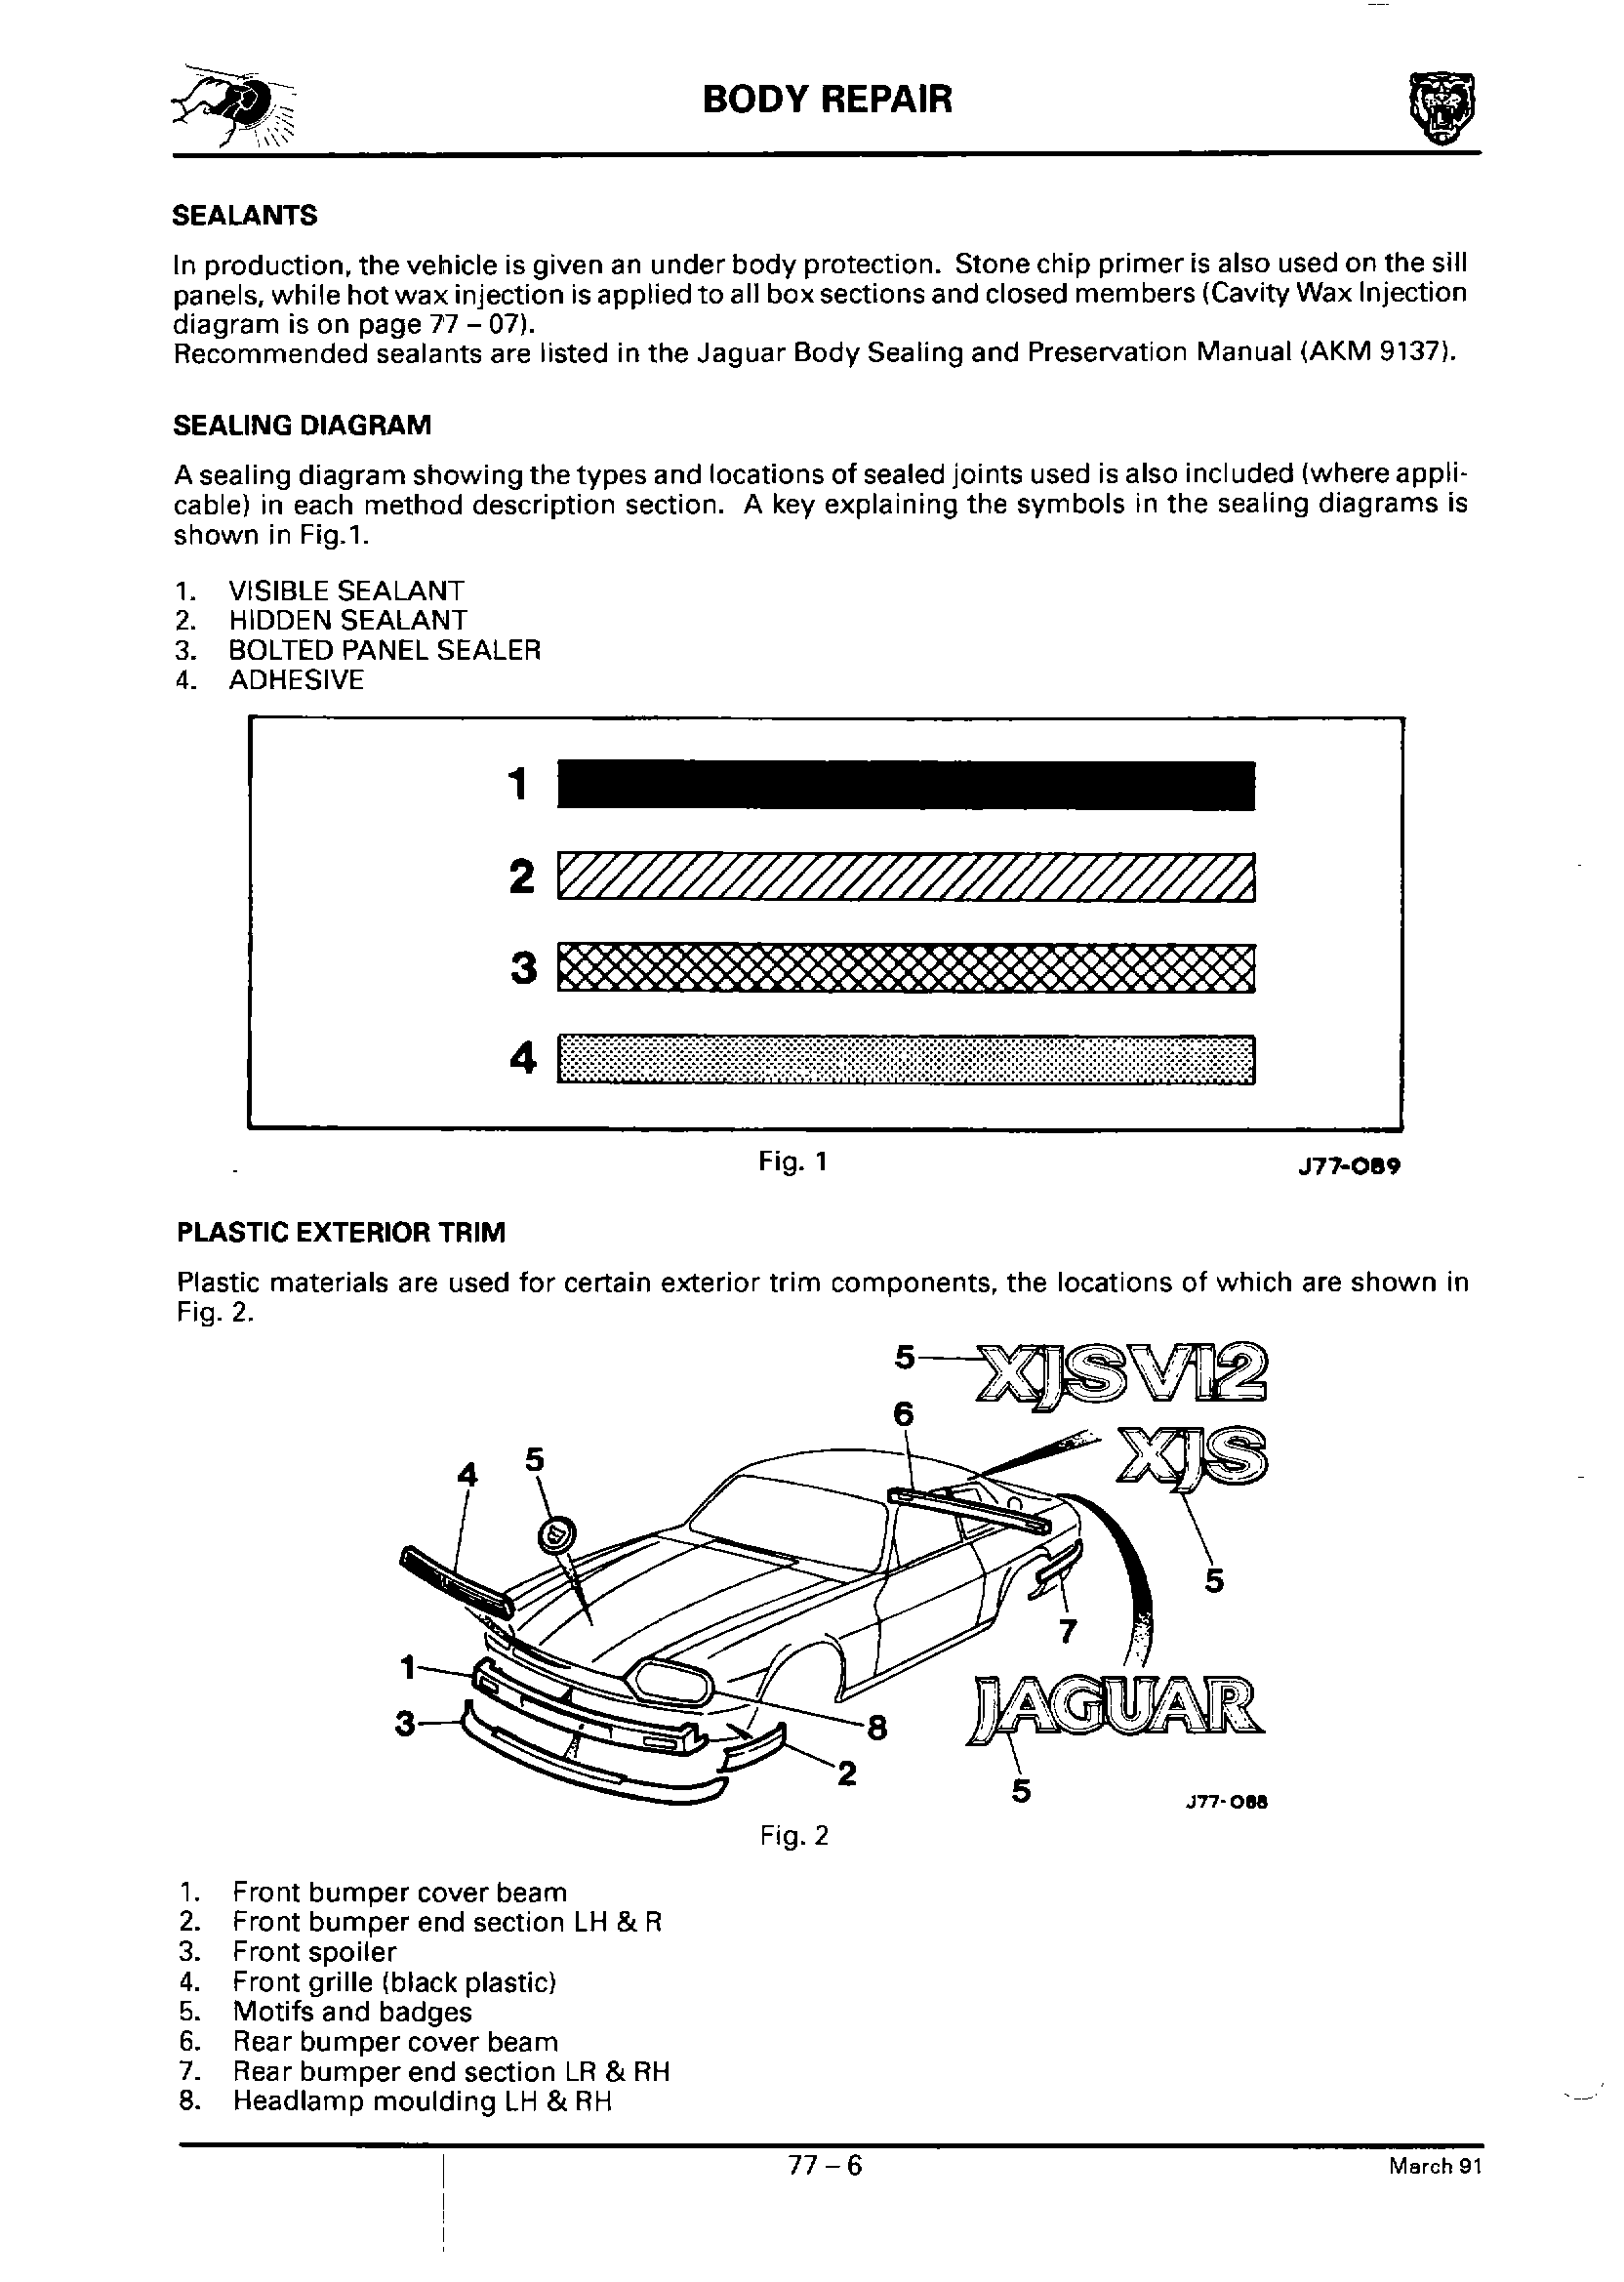 BODY REPAIR
SEALANTS
In production, the vehicle is given an under body protection. Stone chip primer is also used on the sill
panels, while hot wax injection is applied to all box sections and closed members (Cavity Wax Injection
diagram is on page 77 – 07).
Recommended sealants are listed in the Jaguar Body Sealing and Preservation Manual (AKM 9137).
SEALING DIAGRAM
A sealing diagram showing the types and locations of sealed joints used is also included (where appli-
cable) in each method description section. A key explaining the symbols in the sealing diagrams is
shown in Fig.1.
1. VISIBLE SEALANT
2. HIDDEN SEALANT
3. BOLTED PANEL SEALER
4. ADHESIVE
1
2
3
4
Fig. 1
J77-089
PLASTIC EXTERIOR TRIM
Plastic materials are used for certain exterior trim components, the locations of which are shown in
Fig. 2.
5 XJS V12
6
XJS
5
4
5
7
1
JAGUAR
3
8
2
5
J77-088
Fig. 2
1. Front bumper cover beam
2. Front bumper end section LH & R
3. Front spoiler
4. Front grille (black plastic)
5. Motifs and badges
6. Rear bumper cover beam
7. Rear bumper end section LR & RH
8. Headlamp moulding LH & RH
77 – 6
March 91